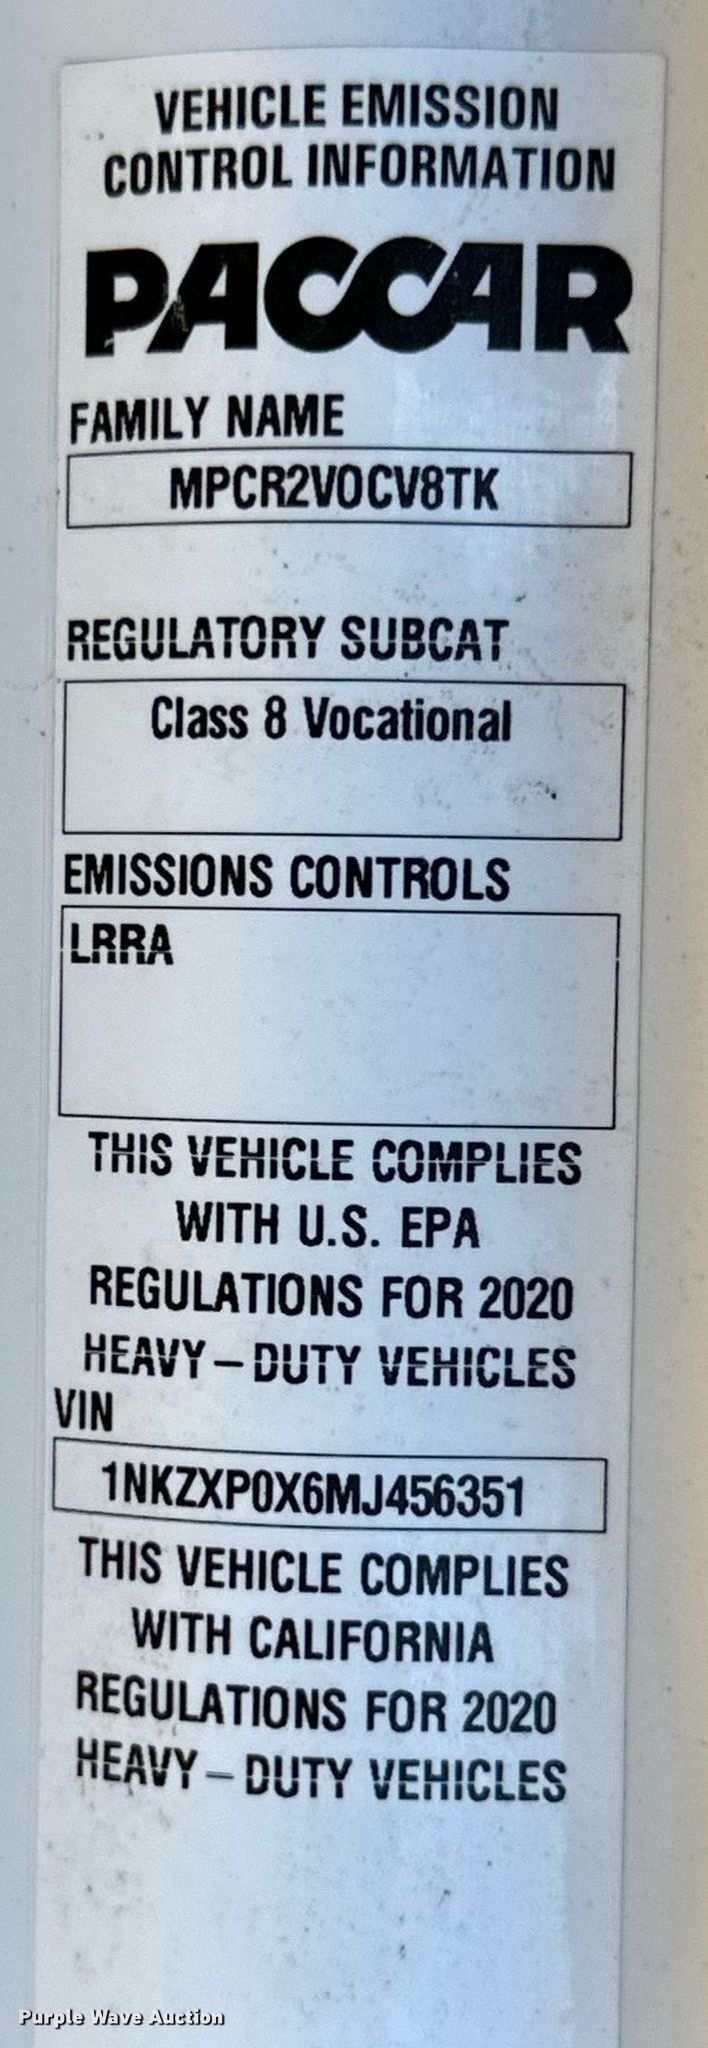 VEHICLE EMISSION
CONTROL INFORMATION
PACCAR
FAMILY NAME
MPCR2VOCV8TK
REGULATORY SUBCAT
Class 8 Vocational
EMISSIONS CONTROLS
LRRA
THIS VEHICLE COMPLIES
WITH U.S. EPA
REGULATIONS FOR 2020
HEAVY-DUTY VEHICLES
VIN
1NKZXP0X6MJ456351
THIS VEHICLE COMPLIES
WITH CALIFORNIA
REGULATIONS FOR 2020
HEAVY-DUTY VEHICLES
Purple Wave Auction